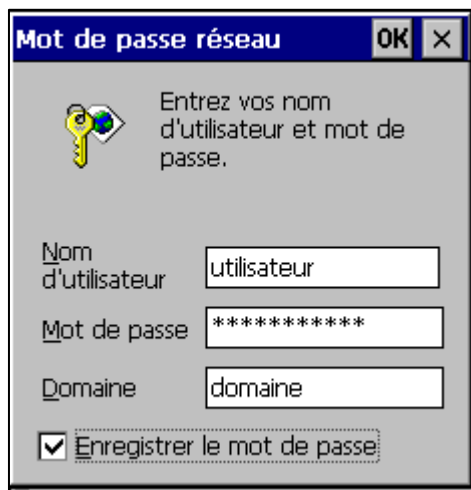 Mot de passe réseau OK ×
Entrez vos nom
d'utilisateur et mot de
passe.
Nom
d'utilisateur utilisateur
Mot de passe ***********
Domaine domaine
Enregistrer le mot de passe